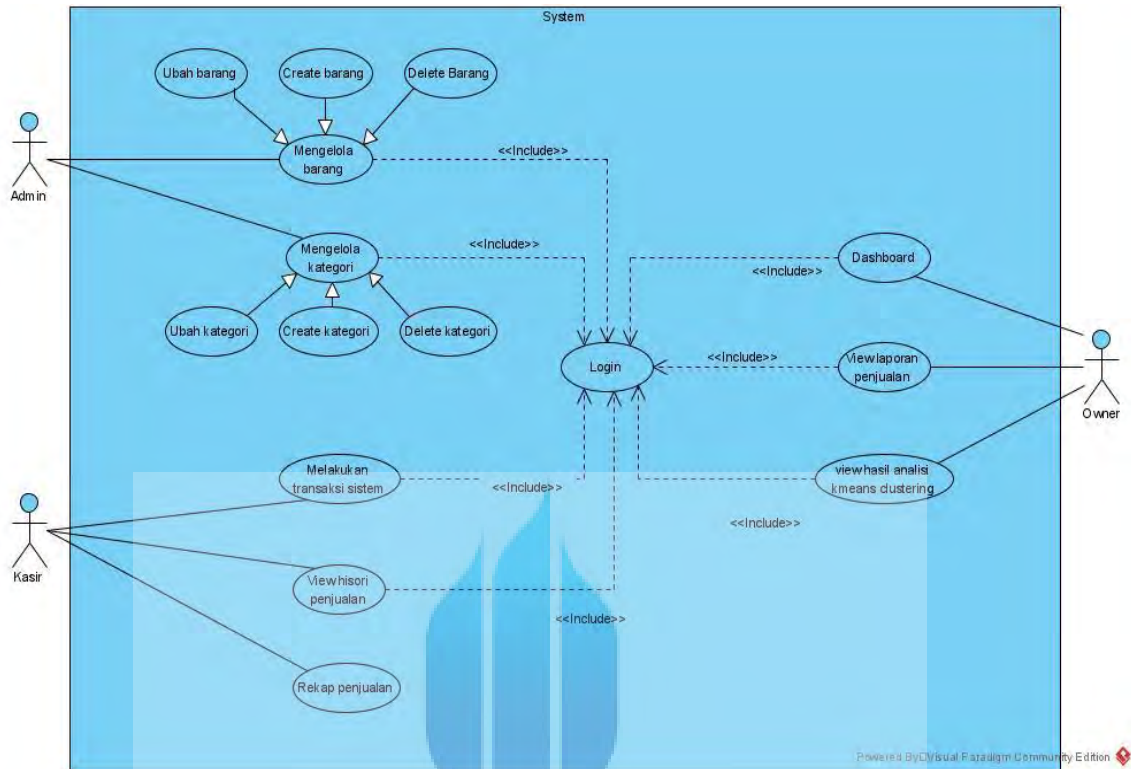 System
Ubah barang
Create barang
Delete Barang
Mengelola
barang
<<Include>>
Admin
Mengelola
kategori
<<Include>>
Dashboard
<<Include>>
Ubah kategori
Create kategori
Delete kategori
Login
<<Include>>
View laporan
penjualan
Owner
Melakukan
transaksi sistem
<<Include>>
view hasil analisi
kmeans clustering
<<Include>>
Kasir
View hisori
penjualan
<<Include>>
Rekap penjualan
Powered By Visual Paradigm Community Edition